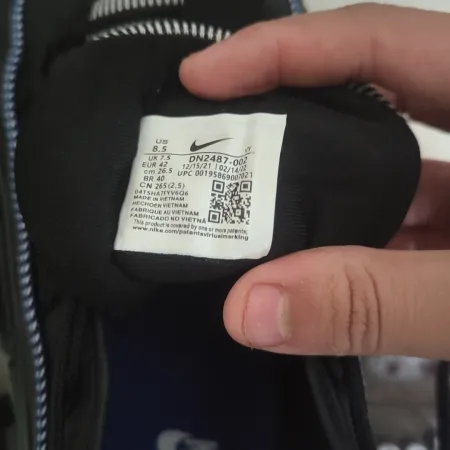 US
8.5
UK 7.5
EUR 42
cm 26.5
BR 40
CN 265 (2.5)
DN2487-002
12/15/21 02/14/22
UPC 00195869007021
MADE IN VIETNAM
HECHO EN VIETNAM
FABRIQUE AU VIETNAM
FABRICADO NO VIETNÃ
This product is covered by one or more patents;
www.nike.com/patentvirtualmarking